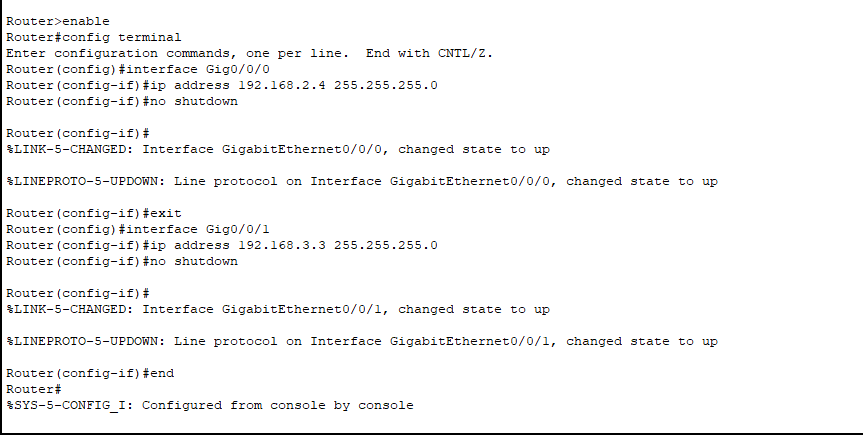 Router>enable
Router#config terminal
Enter configuration commands, one per line.  End with CNTL/Z.
Router(config)#interface Gig0/0/0
Router(config-if)#ip address 192.168.2.4 255.255.255.0
Router(config-if)#no shutdown
Router(config-if)#
%LINK-5-CHANGED: Interface GigabitEthernet0/0/0, changed state to up
%LINEPROTO-5-UPDOWN: Line protocol on Interface GigabitEthernet0/0/0, changed state to up
Router(config-if)#exit
Router(config)#interface Gig0/0/1
Router(config-if)#ip address 192.168.3.3 255.255.255.0
Router(config-if)#no shutdown
Router(config-if)#
%LINK-5-CHANGED: Interface GigabitEthernet0/0/1, changed state to up
%LINEPROTO-5-UPDOWN: Line protocol on Interface GigabitEthernet0/0/1, changed state to up
Router(config-if)#end
Router#
%SYS-5-CONFIG_I: Configured from console by console